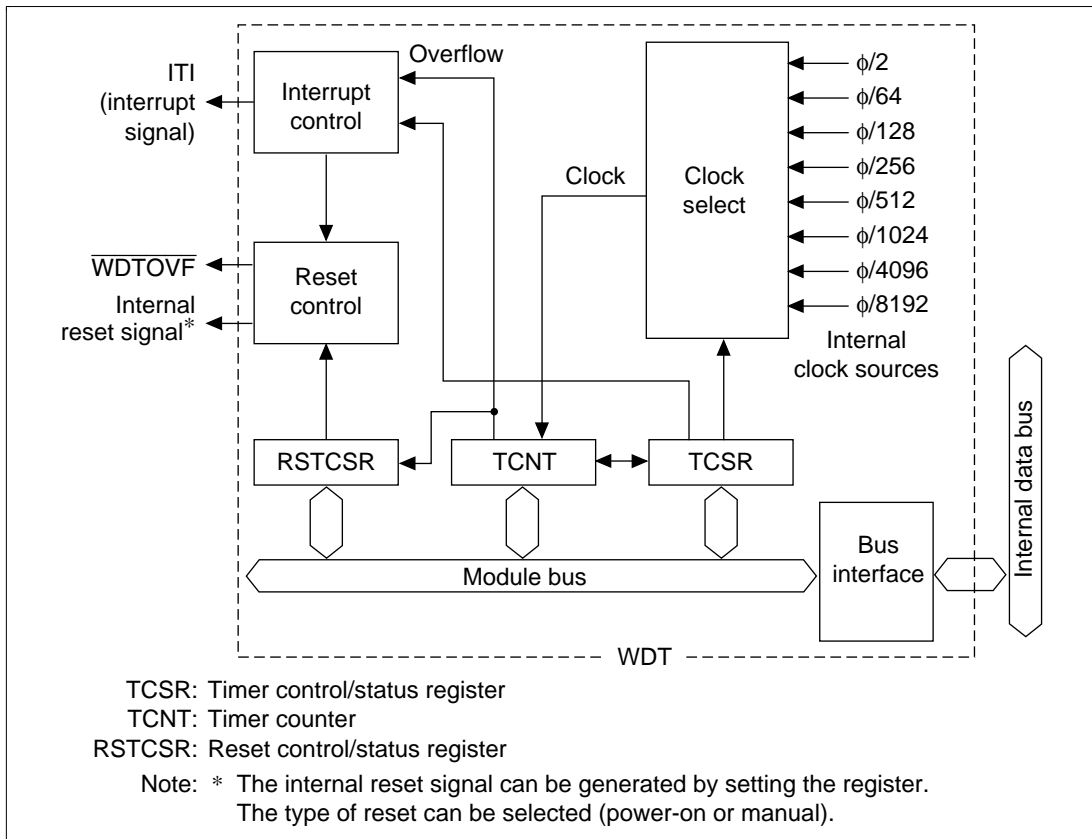 Overflow
ITI
(interrupt
signal)
Interrupt
control
WDTOVF
Internal
reset signal*
Reset
control
Clock
Clock
select
ϕ/2
ϕ/64
ϕ/128
ϕ/256
ϕ/512
ϕ/1024
ϕ/4096
ϕ/8192
Internal
clock sources
RSTCSR
TCNT
TCSR
Module bus
Bus
interface
Internal data bus
WDT
TCSR: Timer control/status register
TCNT: Timer counter
RSTCSR: Reset control/status register
Note: * The internal reset signal can be generated by setting the register.
The type of reset can be selected (power-on or manual).